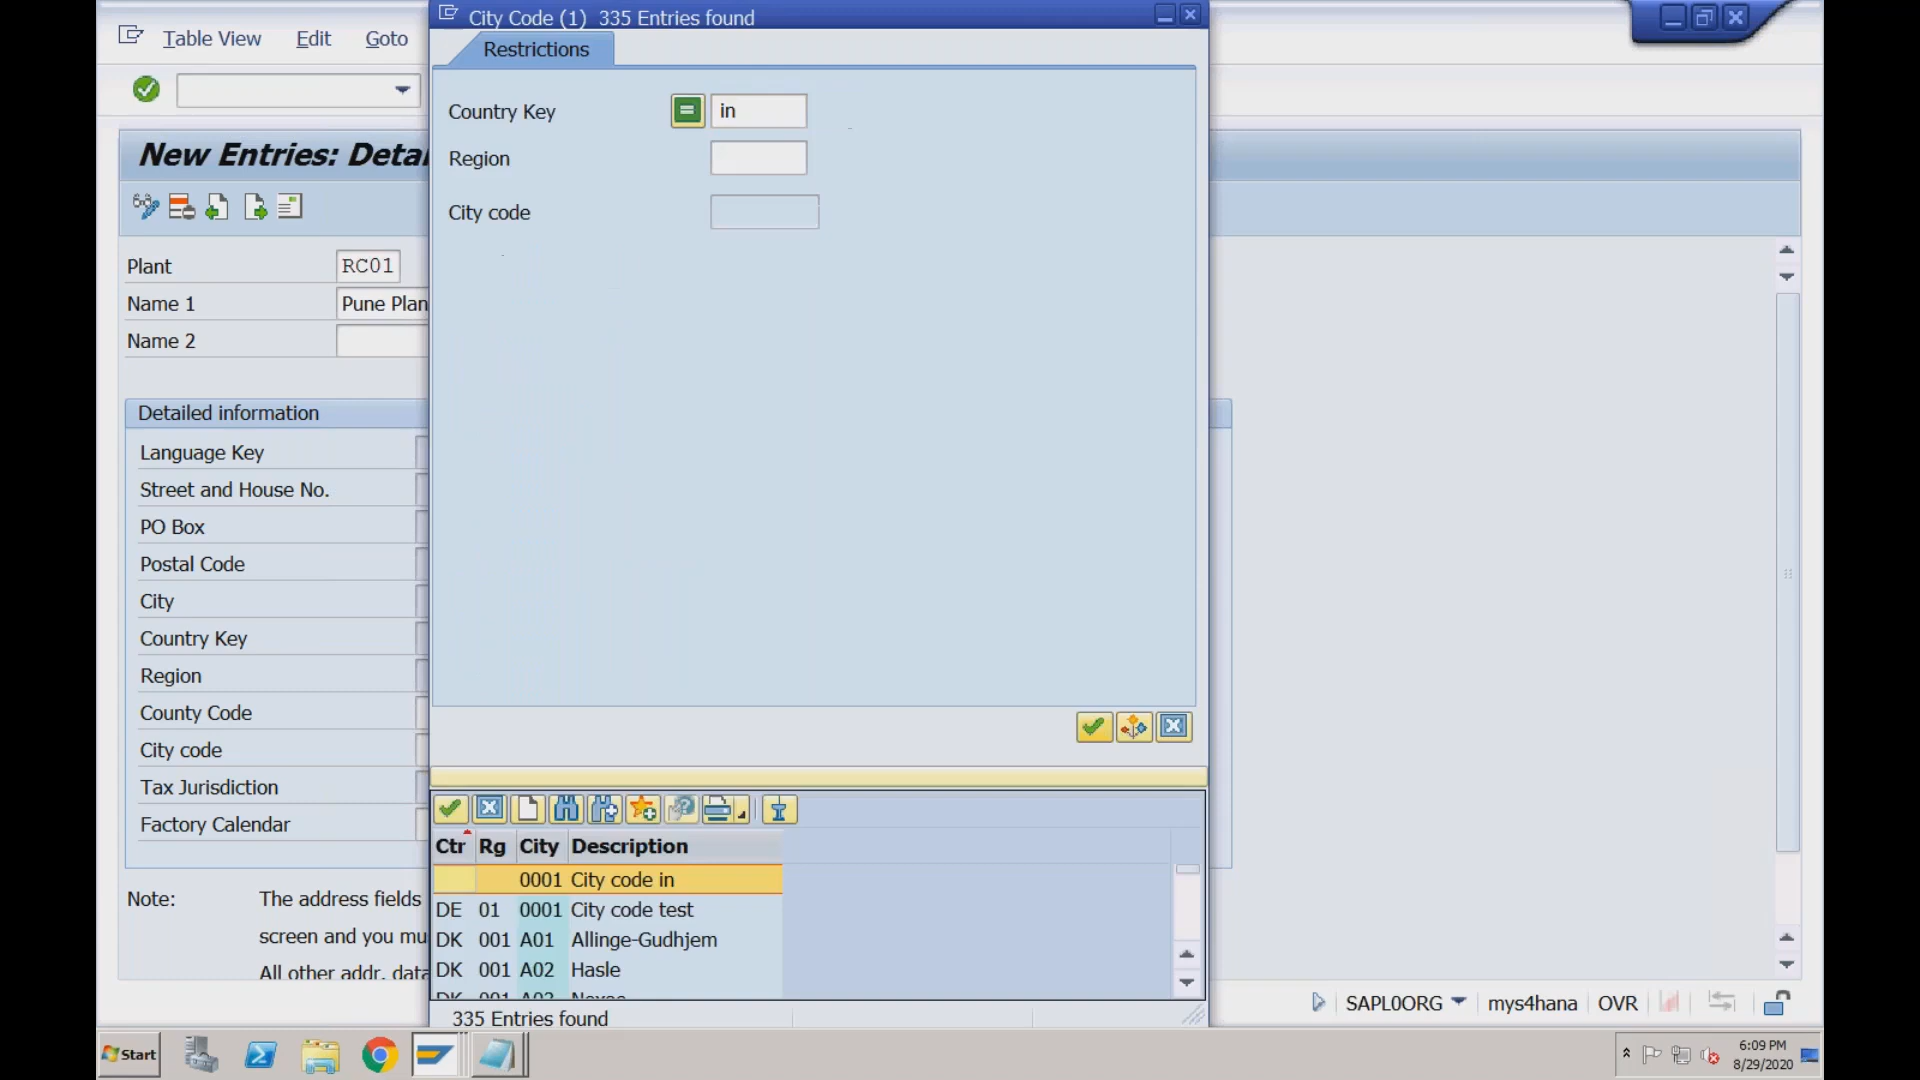 City Code (1) 335 Entries found
Table View Edit Goto
Restrictions
Country Key in
Region
City code
New Entries: Detai
Plant RC01
Name 1 Pune Plan
Name 2
Detailed information
Language Key
Street and House No.
PO Box
Postal Code
City
Country Key
Region
County Code
City code
Tax Jurisdiction
Factory Calendar
Ctr Rg City Description
0001 City code in
DE 01 0001 City code test
DK 001 A01 Allinge-Gudhjem
DK 001 A02 Hasle
DK 001 A03
335 Entries found
Note: The address fields
screen and you mu
All other addr. data
SAPL0ORG mys4hana OVR
Start
6:09 PM
8/29/2020